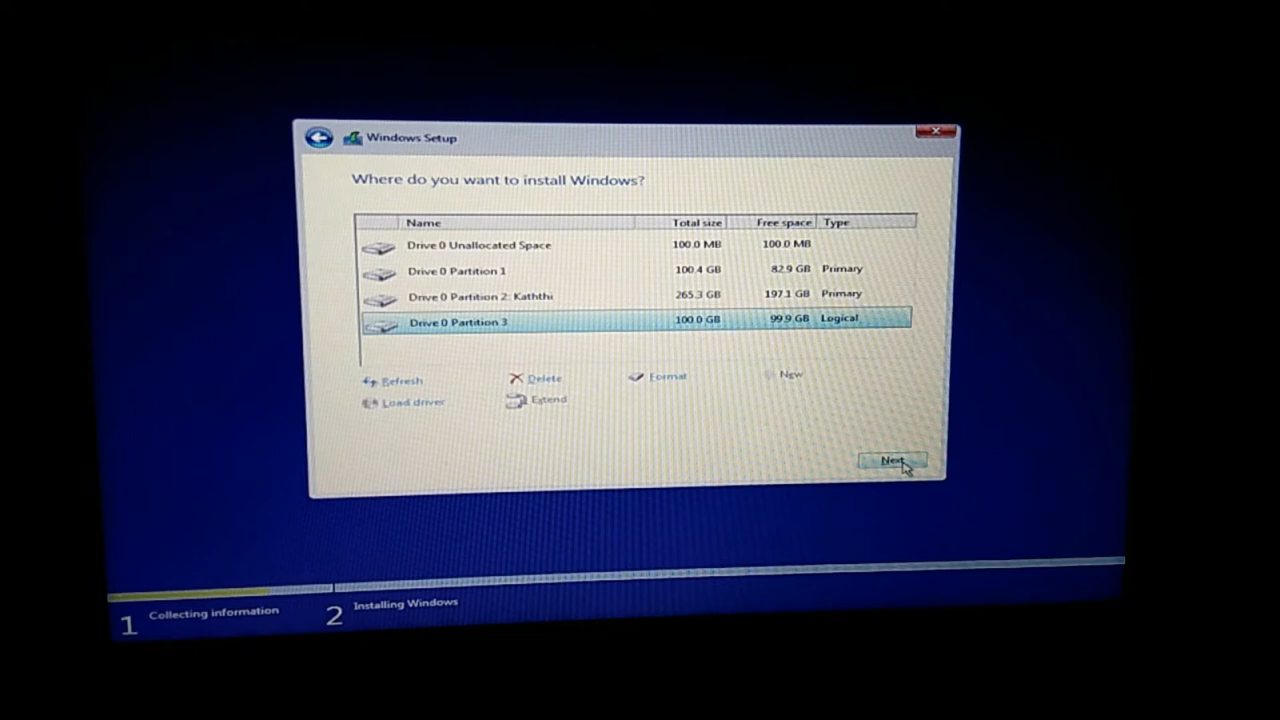 Windows Setup
Where do you want to install Windows?
Name Total size Free space Type
Drive 0 Unallocated Space 100.0 MB 100.0 MB
Drive 0 Partition 1 100.4 GB 82.9 GB Primary
Drive 0 Partition 2: Kaththi 265.3 GB 197.1 GB Primary
Drive 0 Partition 3 100.0 GB 99.9 GB Logical
Refresh Delete Format New
Load driver Extend
Next
1 Collecting information 2 Installing Windows